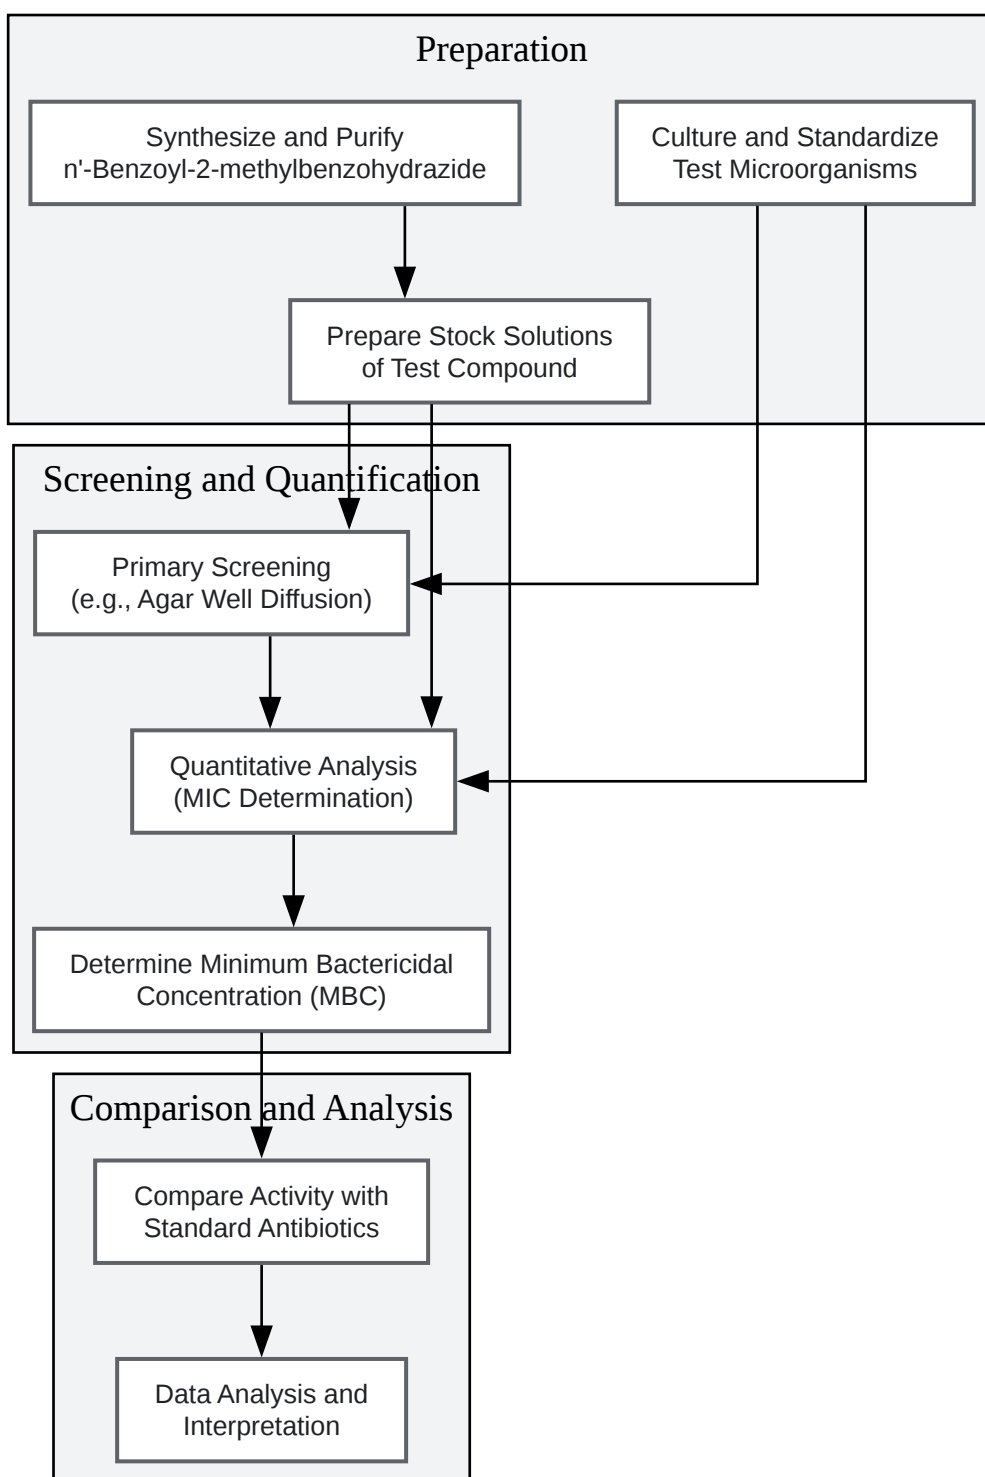 Preparation
Synthesize and Purify
n'-Benzoyl-2-methylbenzohydrazide
Culture and Standardize
Test Microorganisms
Prepare Stock Solutions
of Test Compound
Screening and Quantification
Primary Screening
(e.g., Agar Well Diffusion)
Quantitative Analysis
(MIC Determination)
Determine Minimum Bactericidal
Concentration (MBC)
Comparison and Analysis
Compare Activity with
Standard Antibiotics
Data Analysis and
Interpretation